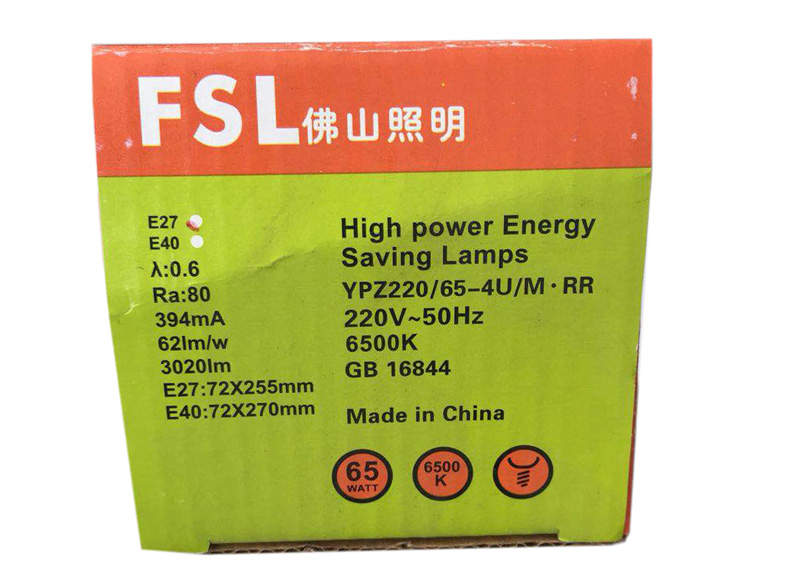 FSL佛山照明
E27
E40
λ:0.6
Ra:80
394mA
62lm/w
3020lm
E27:72X255mm
E40:72X270mm
High power Energy
Saving Lamps
YPZ220/65-4U/M·RR
220V~50Hz
6500K
GB 16844
Made in China
65
WATT
6500
K